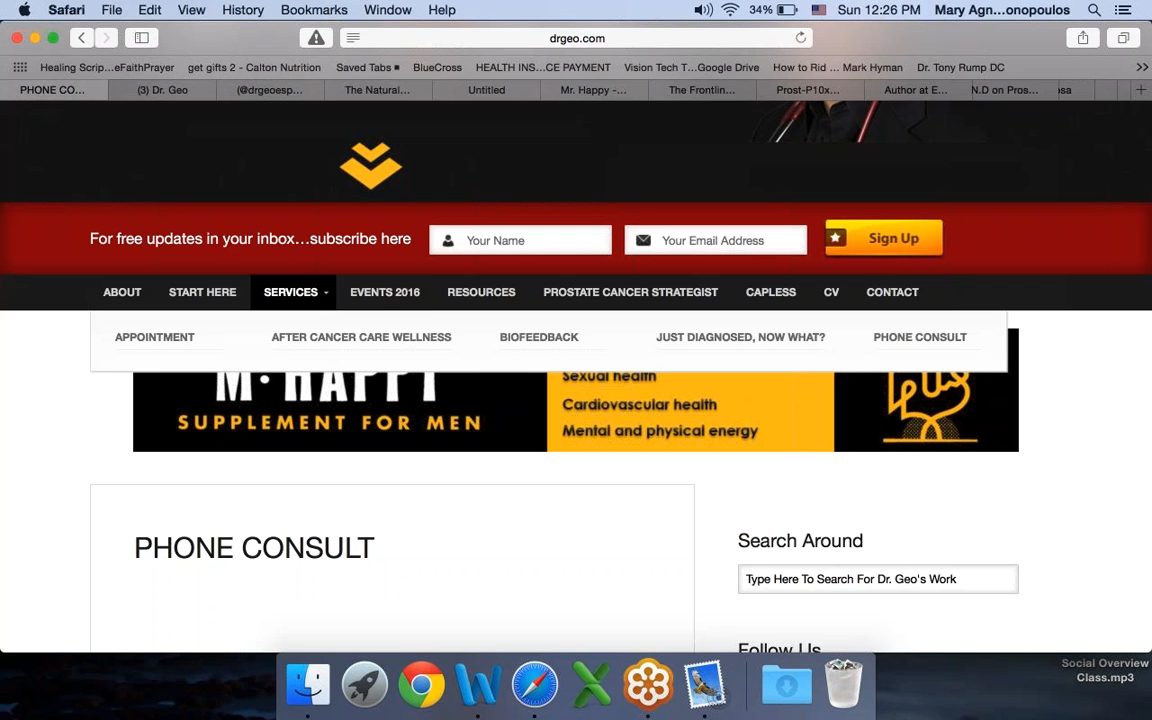 Safari File Edit View History Bookmarks Window Help 34% Sun 12:26 PM Mary Agn...onopoulos
drgeo.com
Healing Scrip...eFaithPrayer get gifts 2 - Calton Nutrition Saved Tabs BlueCross HEALTH INS...CE PAYMENT Vision Tech T...Google Drive How to Rid ... Mark Hyman Dr. Tony Rump DC
PHONE CO... (3) Dr. Geo (@drgeoesp... The Natural... Untitled Mr. Happy -... The Frontlin... Prost-P10x... Author at E... N.D on Pros...
For free updates in your inbox...subscribe here Your Name Your Email Address Sign Up
ABOUT START HERE SERVICES EVENTS 2016 RESOURCES PROSTATE CANCER STRATEGIST CAPLESS CV CONTACT
APPOINTMENT AFTER CANCER CARE WELLNESS BIOFEEDBACK JUST DIAGNOSED, NOW WHAT? PHONE CONSULT
M·HAPPY
SUPPLEMENT FOR MEN
Sexual health
Cardiovascular health
Mental and physical energy
plus
PHONE CONSULT
Search Around
Type Here To Search For Dr. Geo's Work
Follow Us
Social Overview
Class.mp3